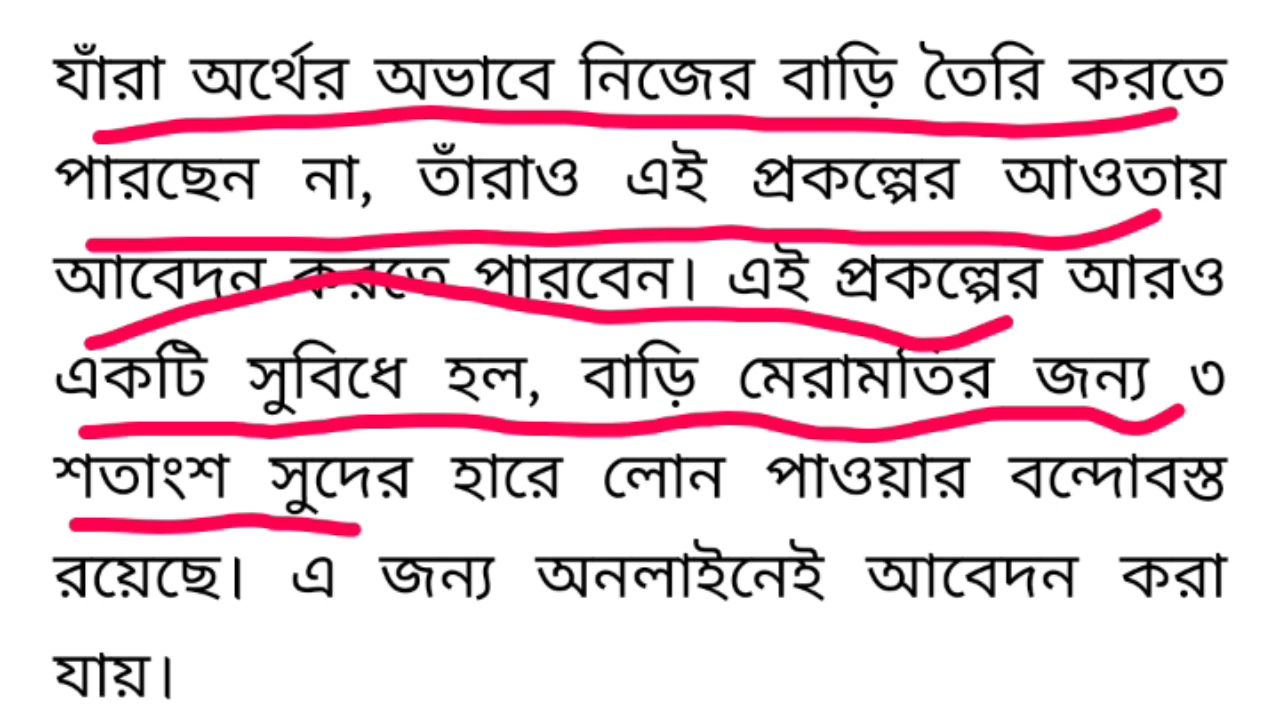 যাঁরা অর্থের অভাবে নিজের বাড়ি তৈরি করতে
পারছেন না, তাঁরাও এই প্রকল্পের আওতায়
আবেদন করতে পারবেন। এই প্রকল্পের আরও
একটি সুবিধে হল, বাড়ি মেরামতির জন্য ৩
শতাংশ সুদের হারে লোন পাওয়ার বন্দোবস্ত
রয়েছে। এ জন্য অনলাইনেই আবেদন করা
যায়।